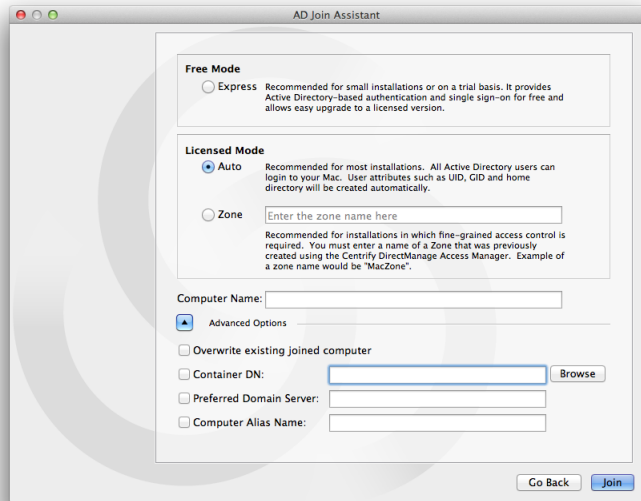 AD Join Assistant
Free Mode
Express
Recommended for small installations or on a trial basis. It provides
Active Directory-based authentication and single sign-on for free and
allows easy upgrade to a licensed version.
Licensed Mode
Auto
Recommended for most installations. All Active Directory users can
login to your Mac. User attributes such as UID, GID and home
directory will be created automatically.
Zone
Enter the zone name here
Recommended for installations in which fine-grained access control is
required. You must enter a name of a Zone that was previously
created using the Centrify DirectManage Access Manager. Example of
a zone name would be "MacZone".
Computer Name:
Advanced Options
Overwrite existing joined computer
Container DN:
Browse
Preferred Domain Server:
Computer Alias Name:
Go Back
Join